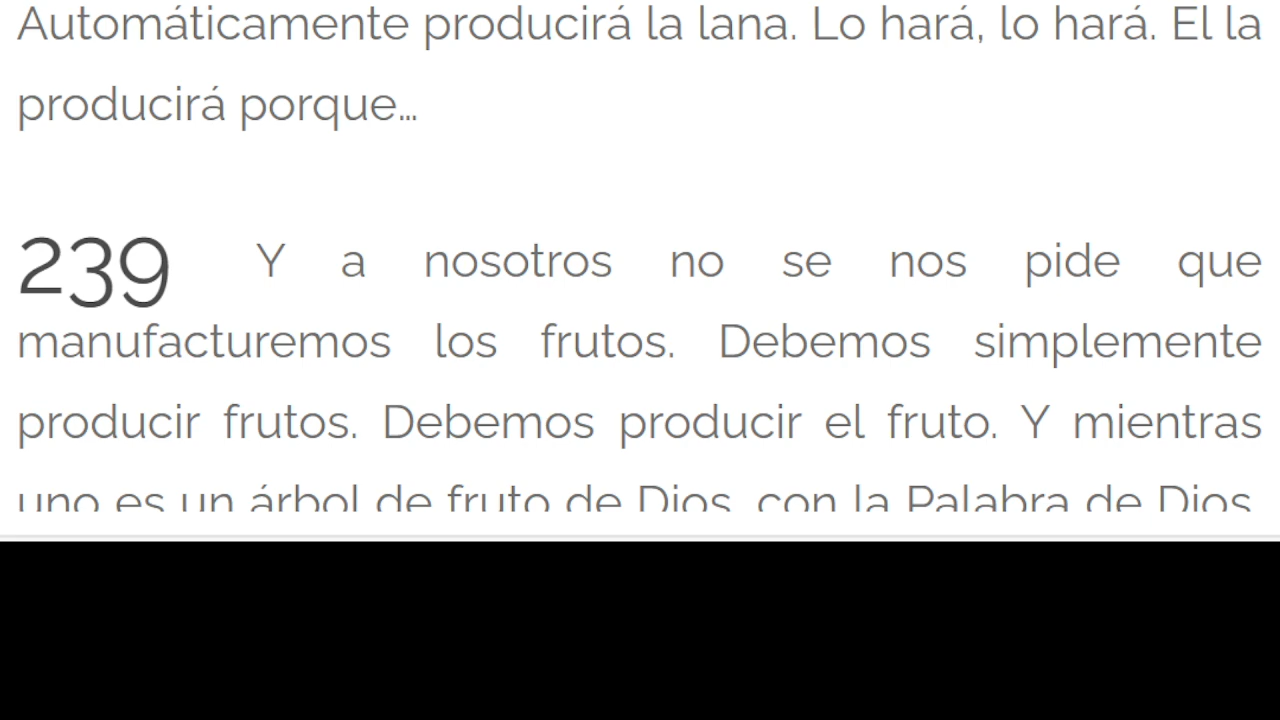 Automáticamente producirá la lana. Lo hará, lo hará. El la
producirá porque...
239 Y a nosotros no se nos pide que
manufacturemos los frutos. Debemos simplemente
producir frutos. Debemos producir el fruto. Y mientras
uno es un árbol de fruto de Dios, con la Palabra de Dios,